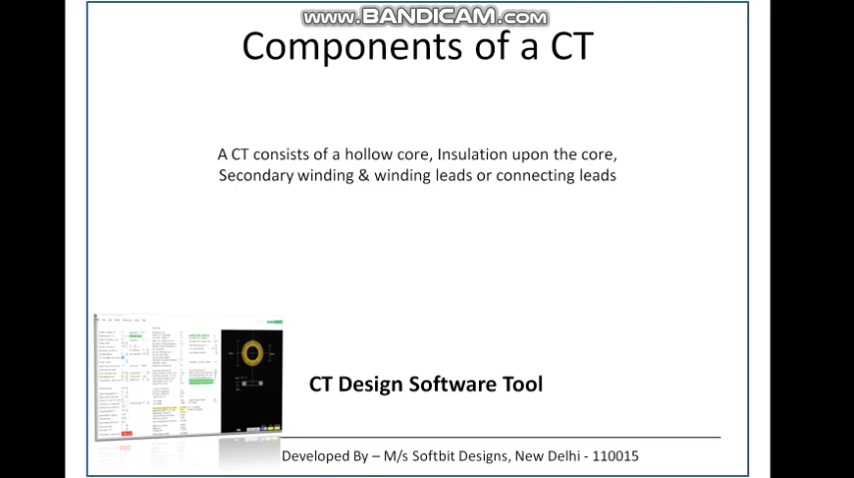 www.BANDICAM.com
Components of a CT
A CT consists of a hollow core, Insulation upon the core,
Secondary winding & winding leads or connecting leads
CT Design Software Tool
Developed By – M/s Softbit Designs, New Delhi - 110015